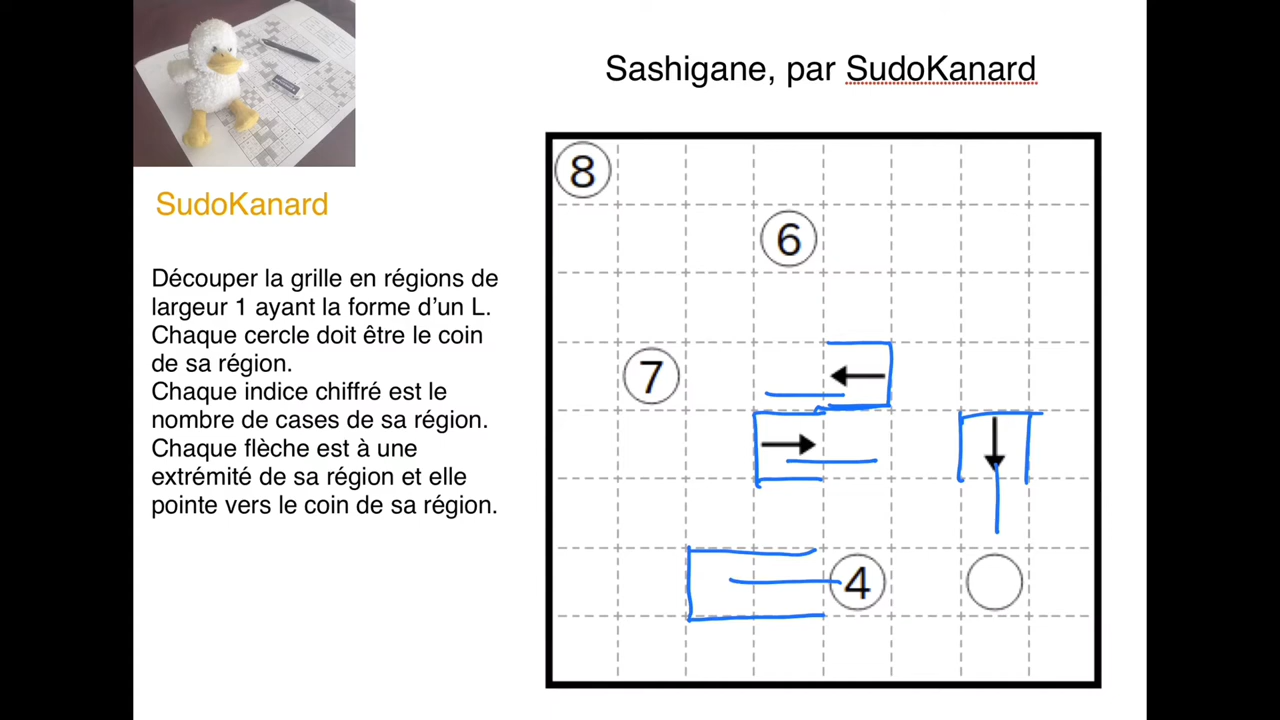 Sashigane, par SudoKanard
SudoKanard
Découper la grille en régions de
largeur 1 ayant la forme d’un L.
Chaque cercle doit être le coin
de sa région.
Chaque indice chiffré est le
nombre de cases de sa région.
Chaque flèche est à une
extrémité de sa région et elle
pointe vers le coin de sa région.
8
6
7
4